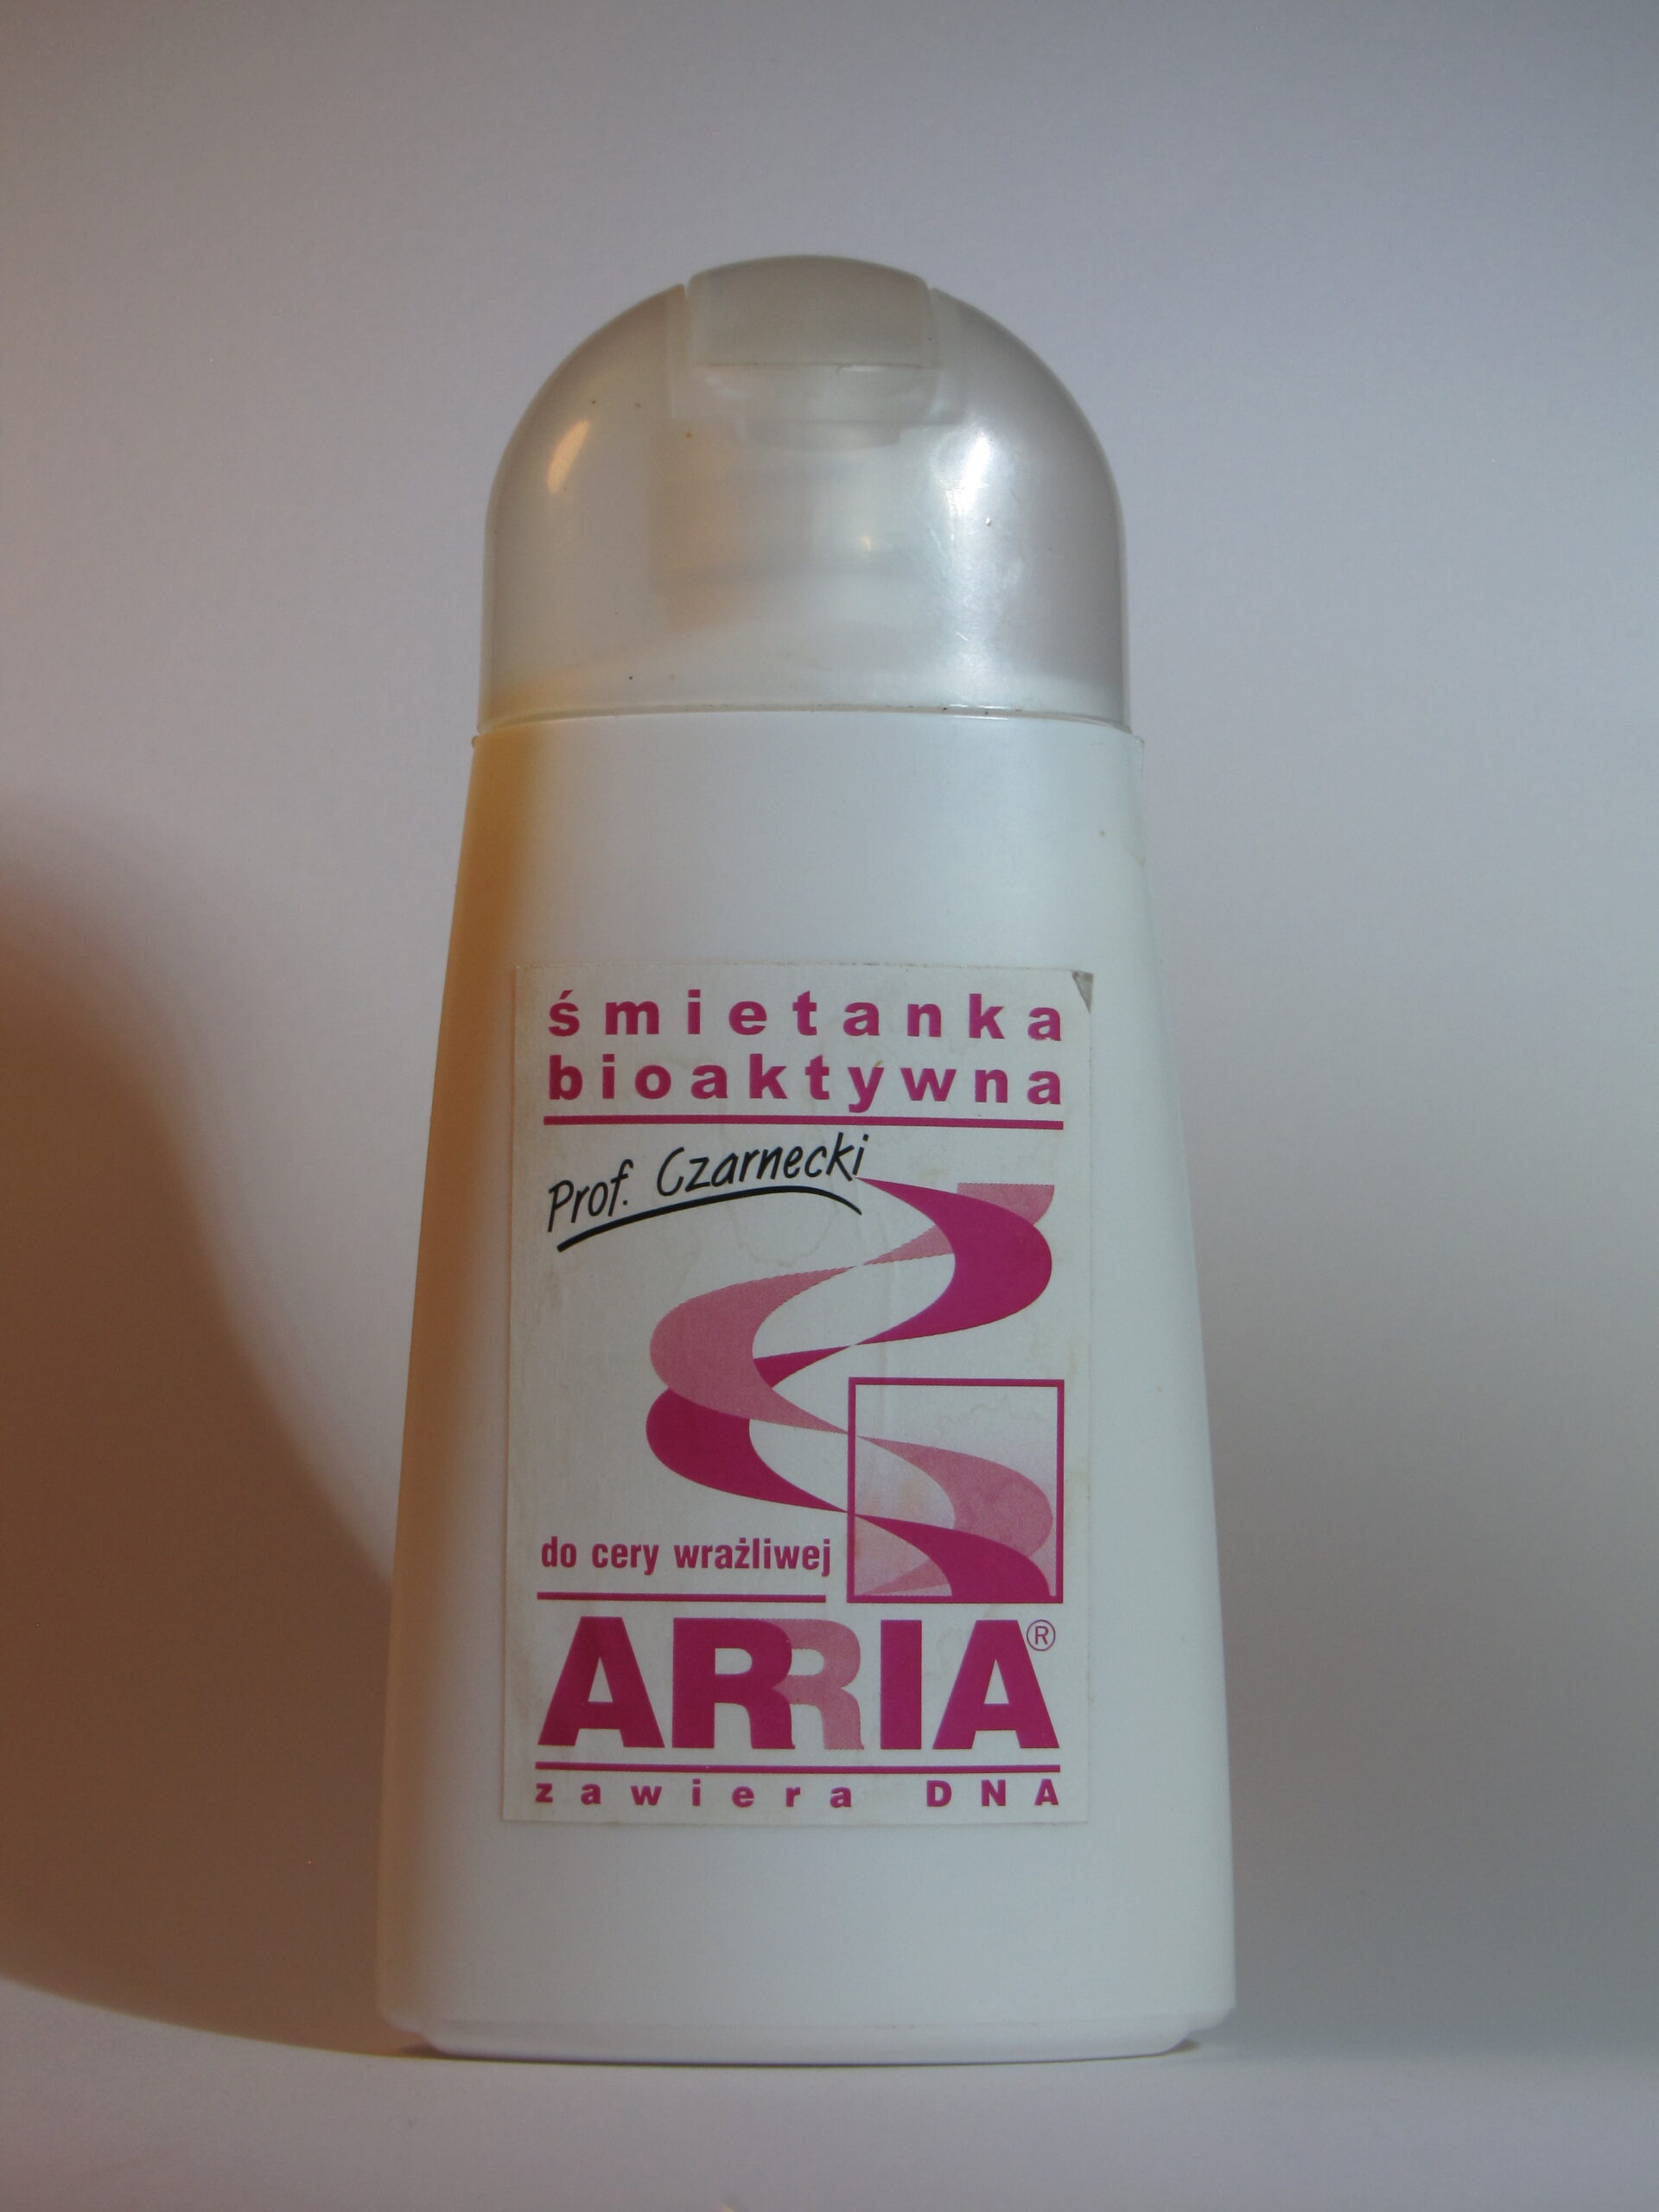 śmietanka
bioaktywna
Prof. Czarnecki
do cery wrażliwej
ARRIA®
zawiera DNA